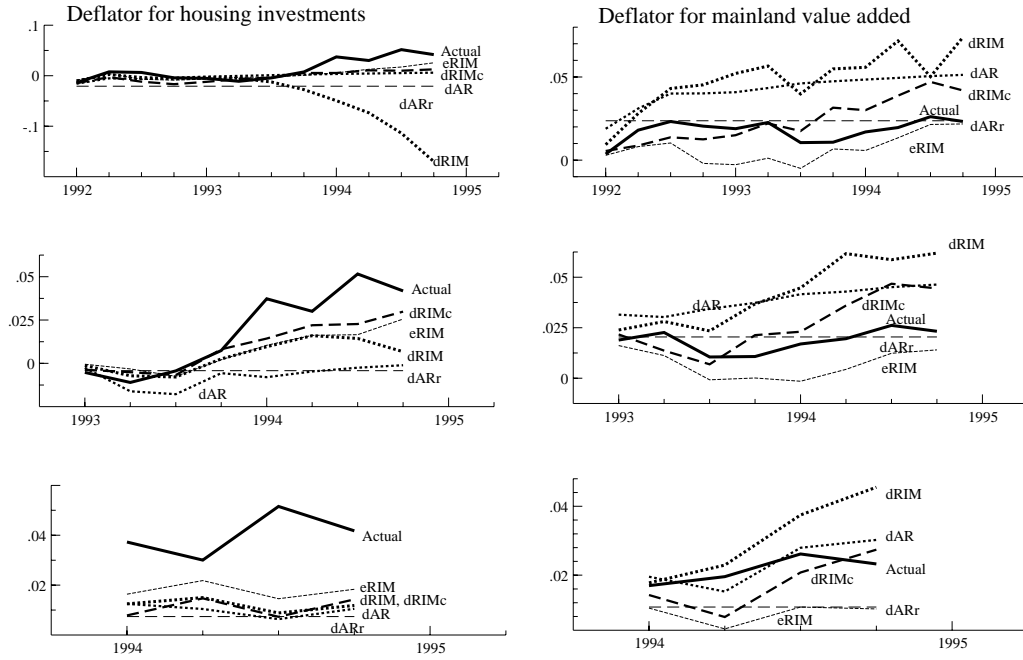 Deflator for housing investments
.1
0
-.1
Actual
eRIM
dRIMc
dAR
dARr
dRIM
1992 1993 1994 1995
Deflator for mainland value added
.05
0
dRIM
dAR
dRIMc
Actual
dARr
eRIM
1992 1993 1994 1995
.05
.025
0
Actual
dRIMc
eRIM
dRIM
dARr
dAR
1993 1994 1995
.05
.025
0
dRIM
dAR
dRIMc
Actual
dARr
eRIM
1993 1994 1995
.04
.02
Actual
eRIM
dRIM, dRIMc
dAR
dARr
1994 1995
.04
.02
dRIM
dAR
Actual
dRIMc
dARr
eRIM
1994 1995